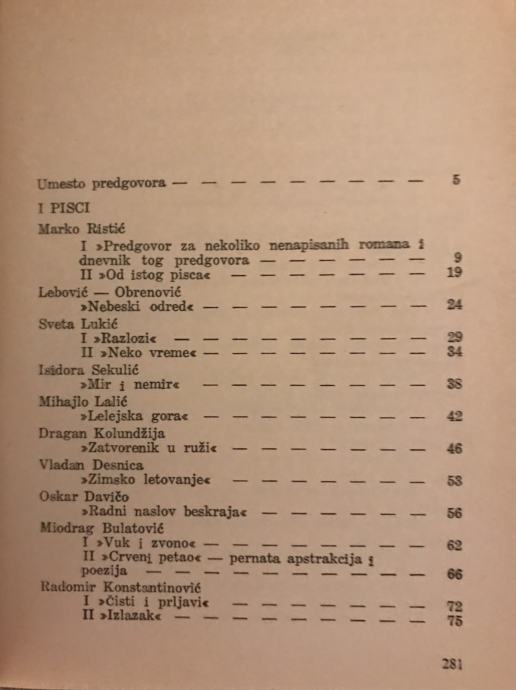 Umesto predgovora — — — — — — — — — 5
I PISCI
Marko Ristić
I »Predgovor za nekoliko nenapisanih romana i
dnevnik tog predgovora — — — — — — 9
II »Od istog pisca« — — — — — — — 19
Lebović — Obrenović
»Nebeski odred« — — — — — — — — 24
Sveta Lukić
I »Razlozi« — — — — — — — — 29
II »Neko vreme« — — — — — — — — 34
Isidora Sekulić
»Mir i nemir« — — — — — — — — 38
Mihajlo Lalić
»Lelejska gora« — — — — — — — — 42
Dragan Kolundžija
»Zatvorenik u ruži« — — — — — — — 46
Vladan Desnica
»Zimsko letovanje« — — — — — — — 53
Oskar Davičo
»Radni naslov beskraja« — — — — — — 56
Miodrag Bulatović
I »Vuk i zvono« — — — — — — — — 62
II »Crveni petao« — pernata apstrakcija i
poezija — — — — — — — — — 66
Radomir Konstantinović
I »Čisti i prljavi« — — — — — — — 72
II »Izlazak« — — — — — — — — — 75
281